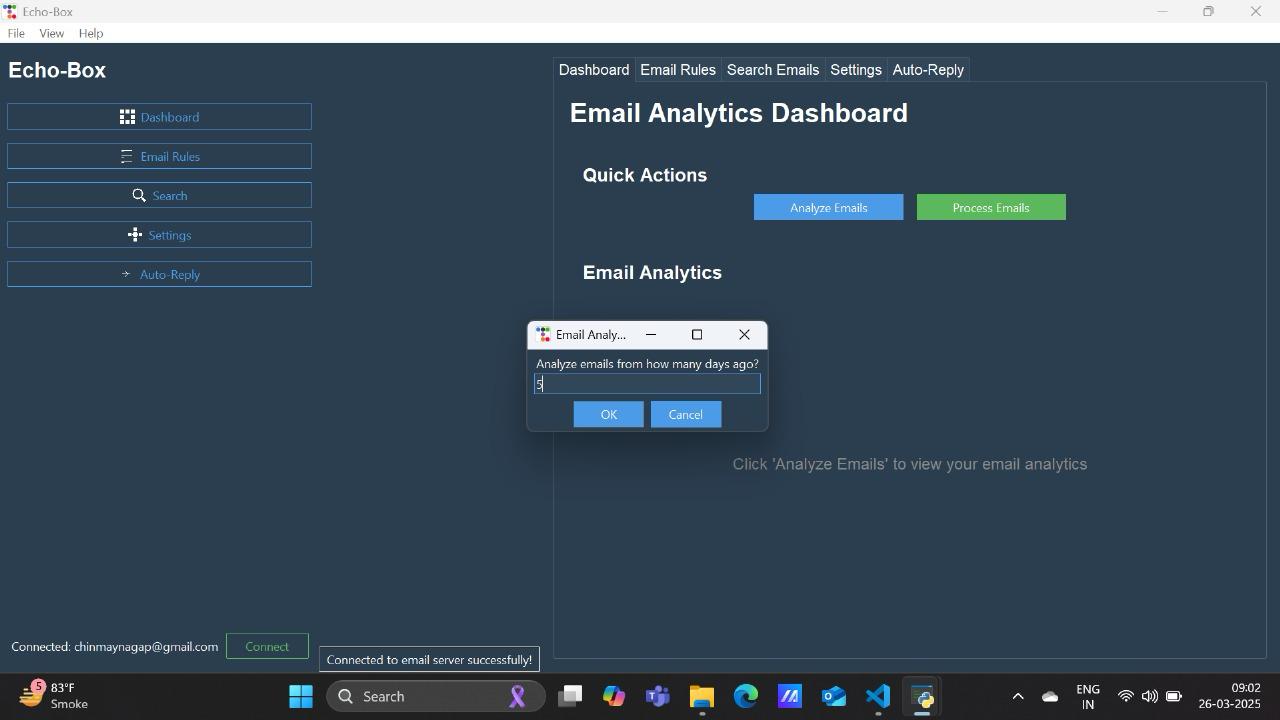 Echo-Box
File View Help
Echo-Box
Dashboard
Email Rules
Search
Settings
Auto-Reply
Dashboard Email Rules Search Emails Settings Auto-Reply
Email Analytics Dashboard
Quick Actions
Analyze Emails Process Emails
Email Analytics
Email Analy...
Analyze emails from how many days ago?
5
OK Cancel
Click 'Analyze Emails' to view your email analytics
Connected: chinmaynagap@gmail.com Connect
Connected to email server successfully!
5
83°F
Smoke
Search
ENG
IN
09:02
26-03-2025